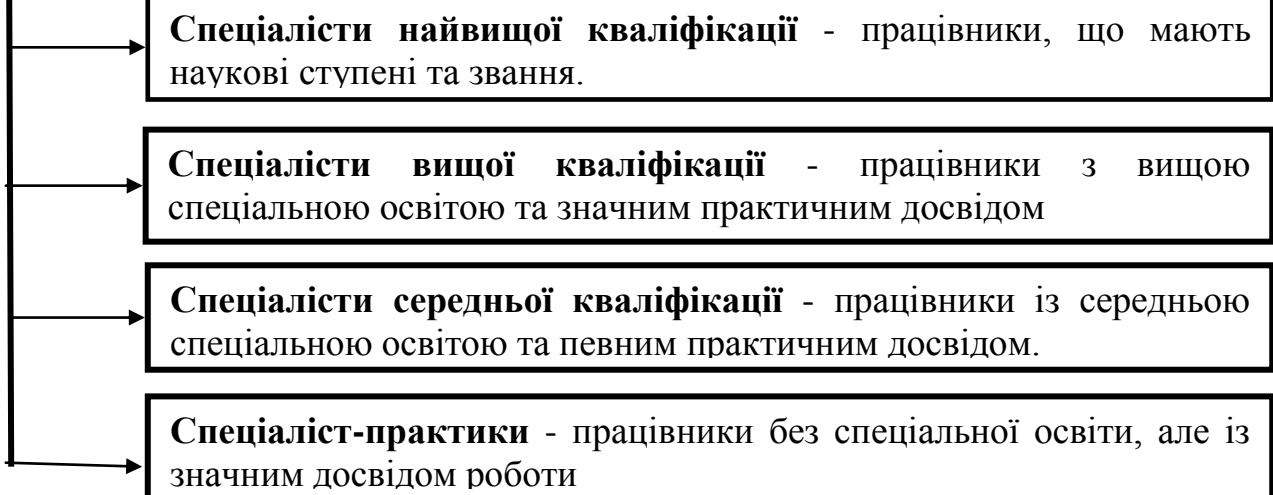 Спеціалісти найвищої кваліфікації - працівники, що мають
наукові ступені та звання.
Спеціалісти вищої кваліфікації - працівники з вищою
спеціальною освітою та значним практичним досвідом
Спеціалісти середньої кваліфікації - працівники із середньою
спеціальною освітою та певним практичним досвідом.
Спеціаліст-практики - працівники без спеціальної освіти, але із
значним досвідом роботи